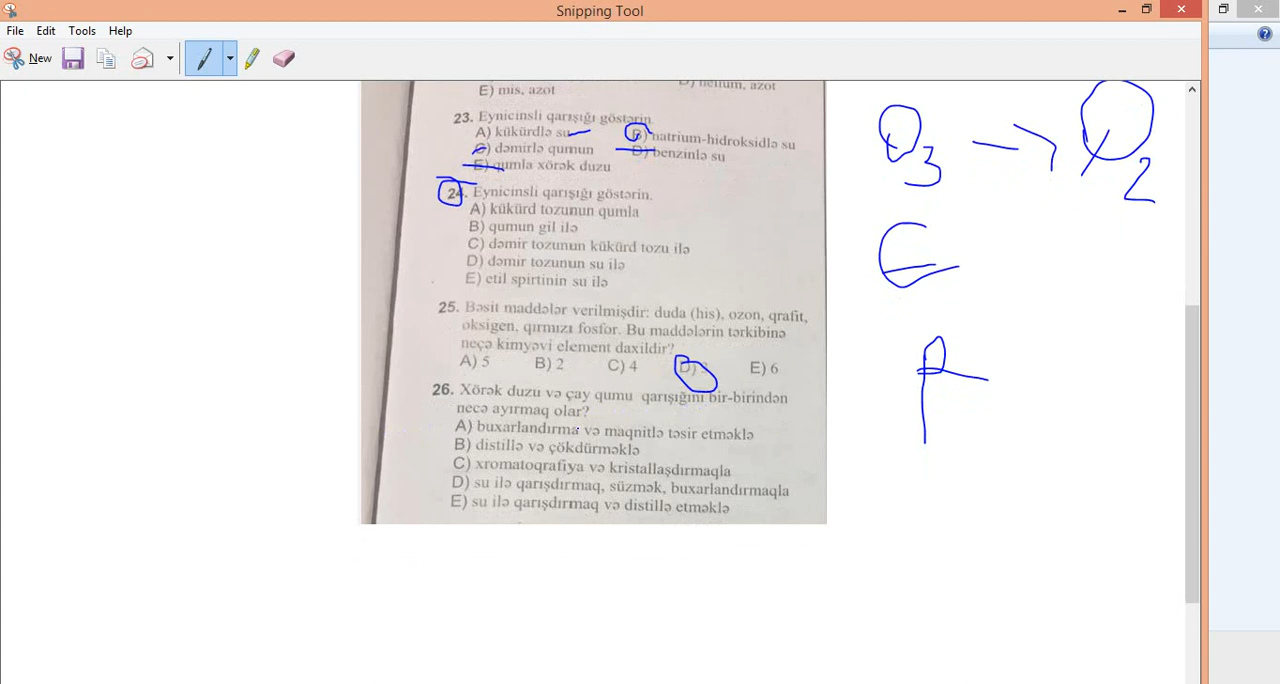 Snipping Tool
File Edit Tools Help
New
E) mis, azot
azot
23. Eynicinsli qarışığı göstərin.
A) kükürdlə su B) natrium-hidroksidlə su
C) dəmirlə qumun D) benzinlə su
E) qumla xörək duzu
24. Eynicinsli qarışığı göstərin.
A) kükürd tozunun qumla
B) qumun gil ilə
C) dəmir tozunun kükürd tozu ilə
D) dəmir tozunun su ilə
E) etil spirtinin su ilə
25. Bəsit maddələr verilmişdir: duda (his), ozon, qrafit,
oksigen, qırmızı fosfor. Bu maddələrin tərkibinə
neçə kimyəvi element daxildir?
A) 5 B) 2 C) 4 D) E) 6
26. Xörək duzu və çay qumu qarışığını bir-birindən
necə ayırmaq olar?
A) buxarlandırma və maqnitlə təsir etməklə
B) distillə və çökdürməklə
C) xromatoqrafiya və kristallaşdırmaqla
D) su ilə qarışdırmaq, süzmək, buxarlandırmaqla
E) su ilə qarışdırmaq və distillə etməklə
O3 → O2
C
P